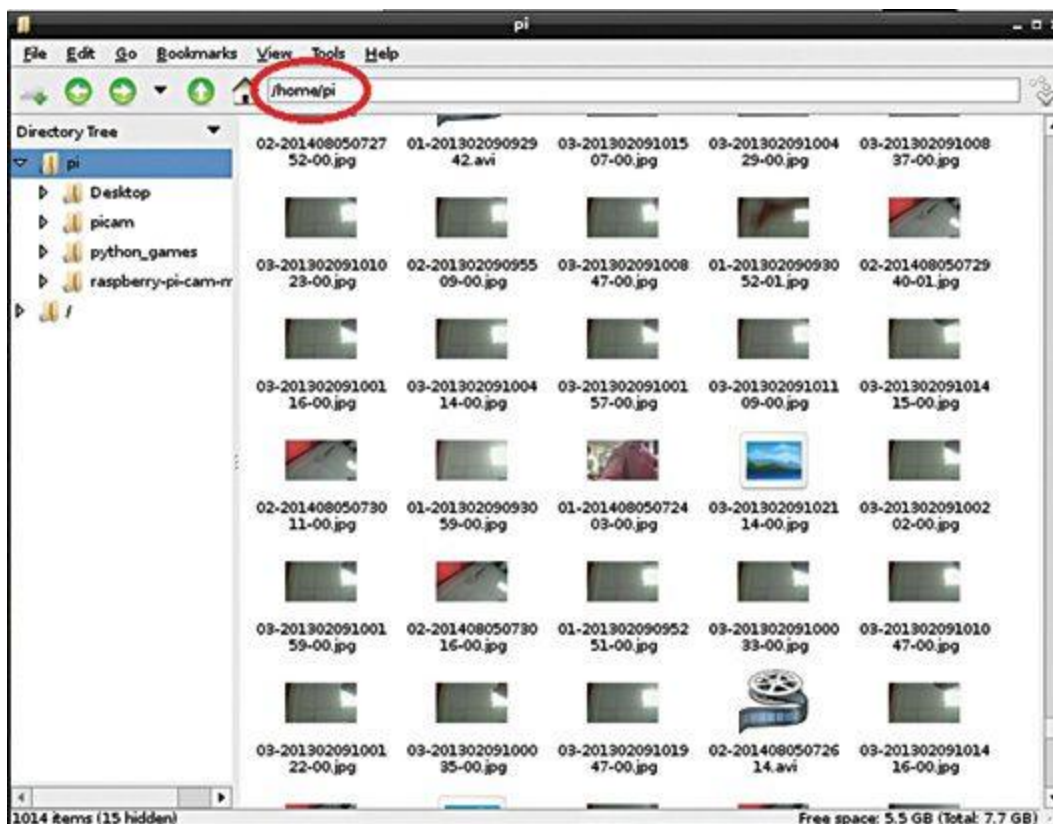 pi
File Edit Go Bookmarks View Tools Help
/home/pi
Directory Tree
pi
Desktop
picam
python_games
raspberry-pi-cam-m
/
02-201408050727
52-00.jpg
01-201302090929
42.avi
03-201302091015
07-00.jpg
03-201302091004
29-00.jpg
03-201302091008
37-00.jpg
03-201302091010
23-00.jpg
02-201302090955
09-00.jpg
03-201302091008
47-00.jpg
01-201302090930
52-01.jpg
02-201408050729
40-01.jpg
03-201302091001
16-00.jpg
03-201302091004
14-00.jpg
03-201302091001
57-00.jpg
03-201302091011
09-00.jpg
03-201302091014
15-00.jpg
02-201408050730
11-00.jpg
01-201302090930
59-00.jpg
01-201408050724
03-00.jpg
03-201302091021
14-00.jpg
03-201302091002
02-00.jpg
03-201302091001
59-00.jpg
02-201408050730
16-00.jpg
01-201302090952
51-00.jpg
03-201302091000
33-00.jpg
03-201302091010
47-00.jpg
03-201302091001
22-00.jpg
03-201302091000
35-00.jpg
03-201302091019
47-00.jpg
02-201408050726
14.avi
03-201302091014
16-00.jpg
1014 items (15 hidden)
Free space: 5.5 GB (Total: 7.7 GB)